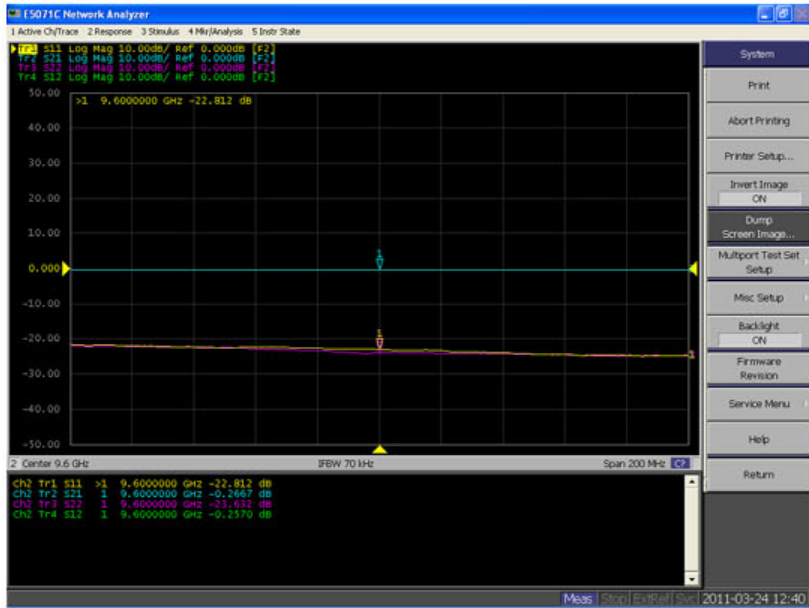 E5071C Network Analyzer
1 Active Ch/Trace 2 Response 3 Stimulus 4 Mkr/Analysis 5 Instr State
Tr1 S11 Log Mag 10.00dB/ Ref 0.000dB [F2]
Tr2 S21 Log Mag 10.00dB/ Ref 0.000dB [F2]
Tr3 S22 Log Mag 10.00dB/ Ref 0.000dB [F2]
Tr4 S12 Log Mag 10.00dB/ Ref 0.000dB [F2]
50.00
>1 9.6000000 GHz -22.812 dB
40.00
30.00
20.00
10.00
0.000
-10.00
-20.00
-30.00
-40.00
-50.00
1
1
2 Center 9.6 GHz IFBW 70 kHz Span 200 MHz C?
Ch2 Tr1 S11 >1 9.6000000 GHz -22.812 dB
Ch2 Tr2 S21 1 9.6000000 GHz -0.2667 dB
Ch2 Tr3 S22 1 9.6000000 GHz -23.632 dB
Ch2 Tr4 S12 1 9.6000000 GHz -0.2570 dB
System
Print
Abort Printing
Printer Setup...
Invert Image
ON
Dump
Screen Image...
Multiport Test Set
Setup
Misc Setup
Backlight
ON
Firmware
Revision
Service Menu
Help
Return
Meas Stop ExtRef Svc 2011-03-24 12:40